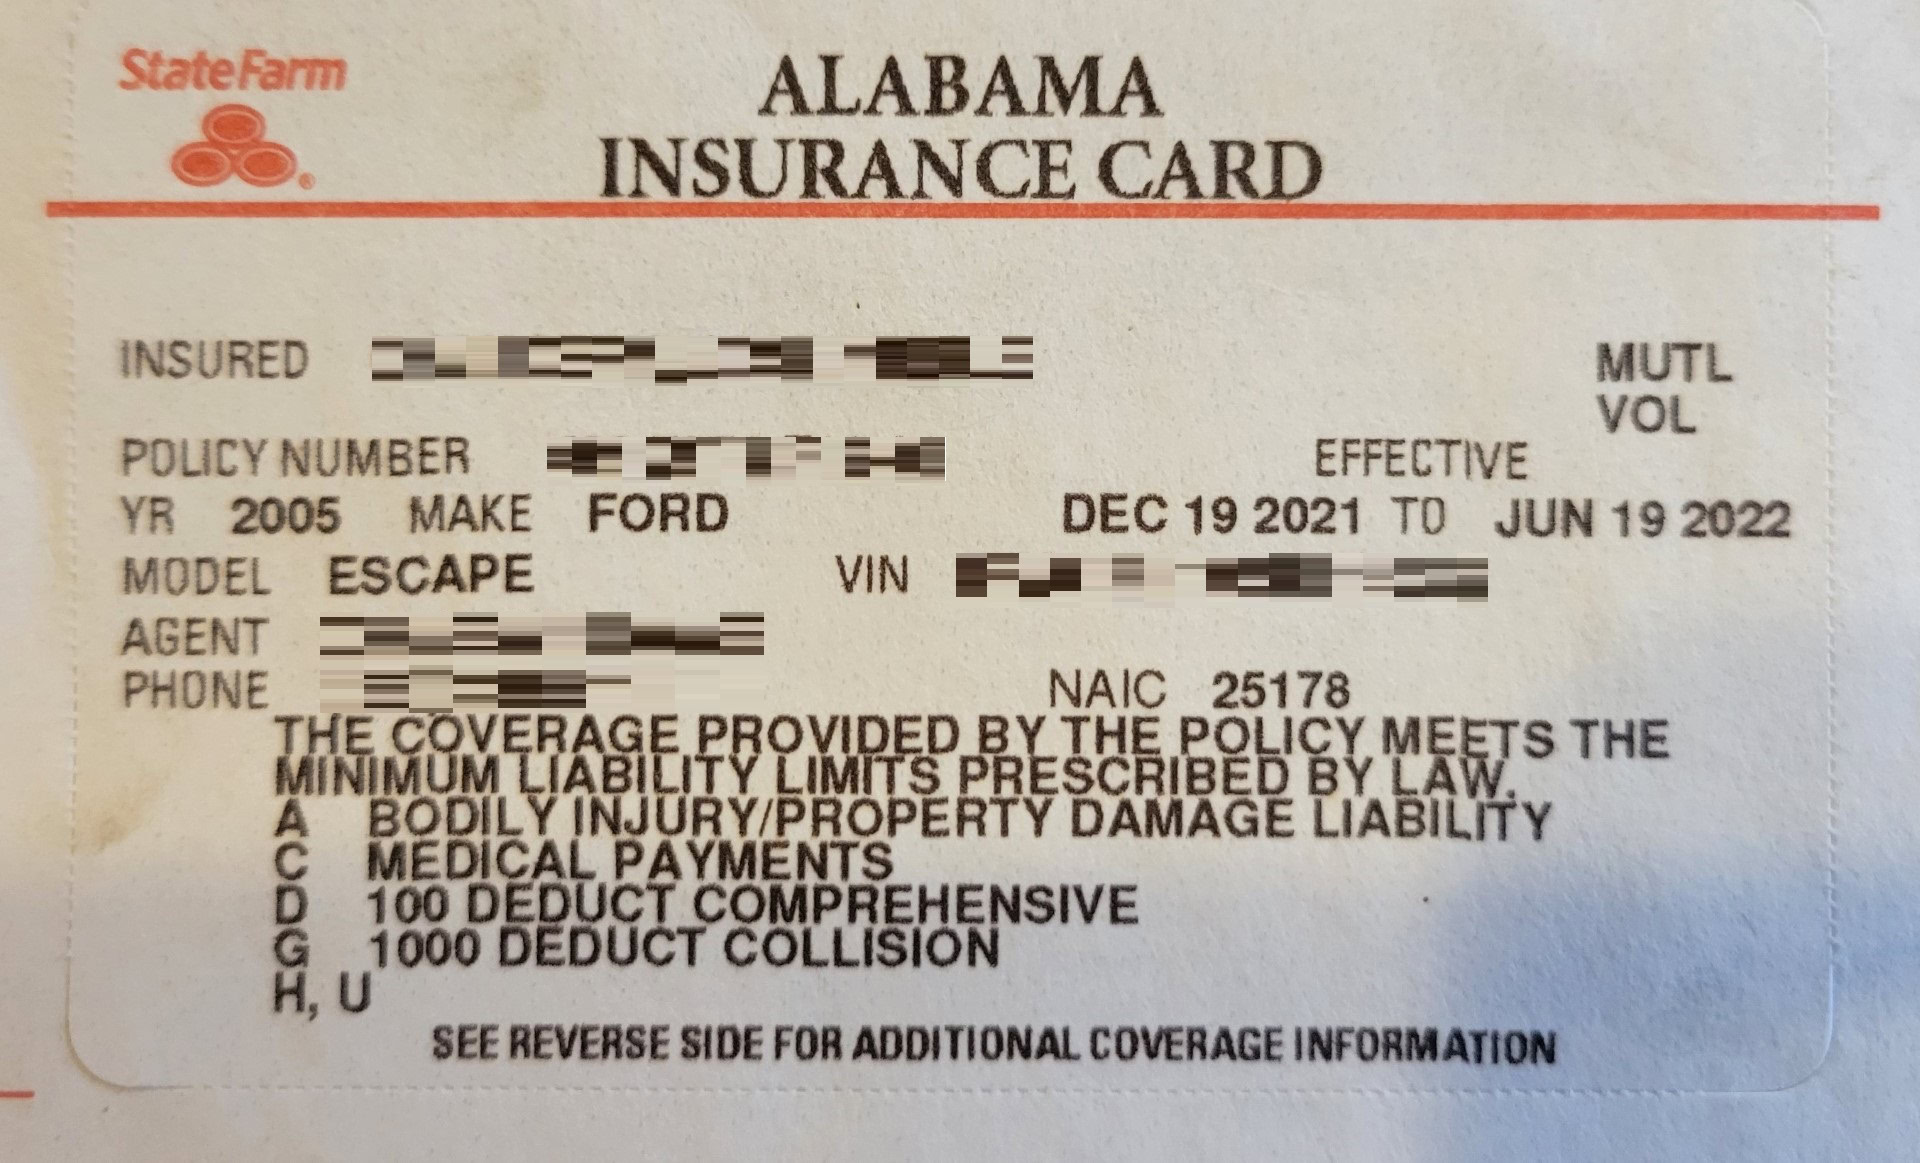 StateFarm
ALABAMA
INSURANCE CARD
INSURED
MUTL
VOL
POLICY NUMBER EFFECTIVE
YR 2005 MAKE FORD DEC 19 2021 TO JUN 19 2022
MODEL ESCAPE VIN
AGENT
PHONE NAIC 25178
THE COVERAGE PROVIDED BY THE POLICY MEETS THE
MINIMUM LIABILITY LIMITS PRESCRIBED BY LAW.
A BODILY INJURY/PROPERTY DAMAGE LIABILITY
C MEDICAL PAYMENTS
D 100 DEDUCT COMPREHENSIVE
G 1000 DEDUCT COLLISION
H, U
SEE REVERSE SIDE FOR ADDITIONAL COVERAGE INFORMATION